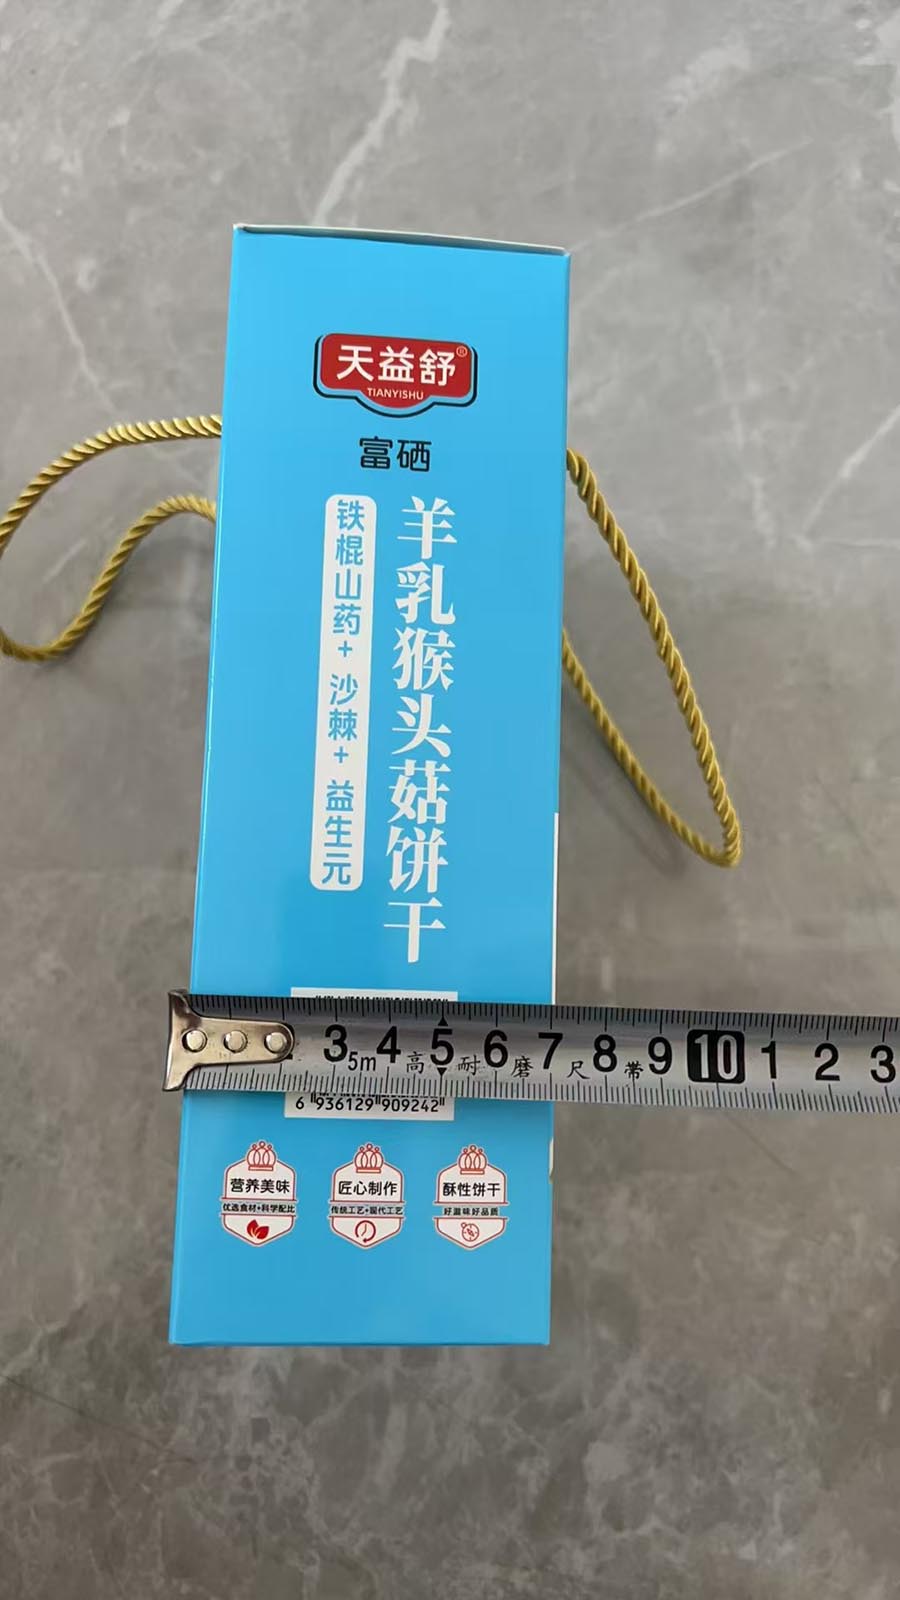 天益舒®
TIANYISHU
富硒
羊乳猴头菇饼干
铁棍山药+ 沙棘+ 益生元
3 4 5 6 7 8 9 10 1 2 3
5m 高 耐 磨 尺 带
6 936129 909242
营养美味
优选食材+科学配比
匠心制作
传统工艺+现代工艺
酥性饼干
好滋味好品质